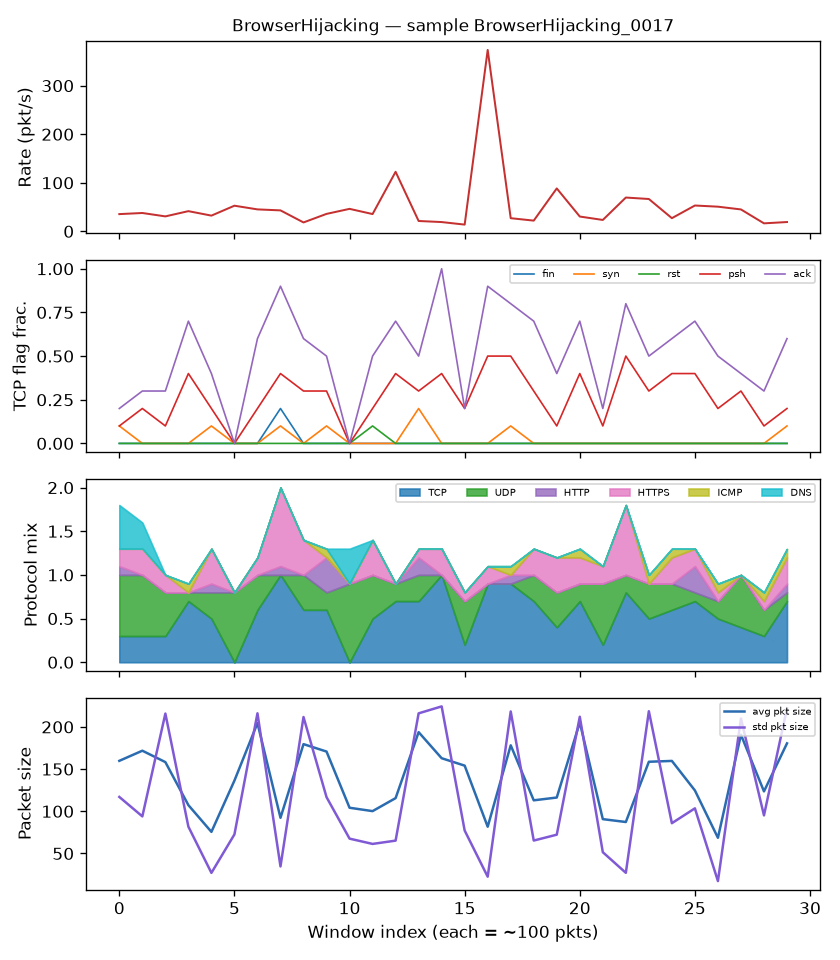 BrowserHijacking — sample BrowserHijacking_0017
Rate (pkt/s)
300
200
100
0
TCP flag frac.
1.00
0.75
0.50
0.25
0.00
fin syn rst psh ack
Protocol mix
2.0
1.5
1.0
0.5
0.0
TCP UDP HTTP HTTPS ICMP DNS
Packet size
200
150
100
50
avg pkt size
std pkt size
0 5 10 15 20 25 30
Window index (each = ~100 pkts)